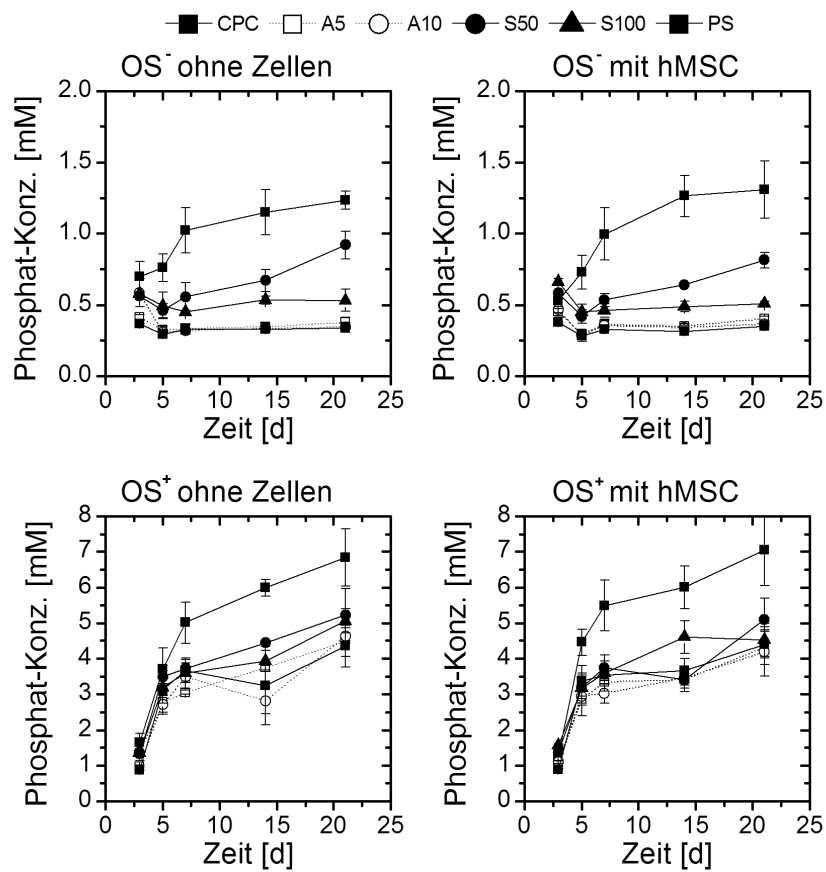 CPC A5 A10 S50 S100 PS
OS⁻ ohne Zellen
OS⁻ mit hMSC
Phosphat-Konz. [mM]
2.0
1.5
1.0
0.5
0.0
0 5 10 15 20 25
Zeit [d]
Phosphat-Konz. [mM]
2.0
1.5
1.0
0.5
0.0
0 5 10 15 20 25
Zeit [d]
OS⁺ ohne Zellen
OS⁺ mit hMSC
Phosphat-Konz. [mM]
8
7
6
5
4
3
2
1
0
0 5 10 15 20 25
Zeit [d]
Phosphat-Konz. [mM]
8
7
6
5
4
3
2
1
0
0 5 10 15 20 25
Zeit [d]